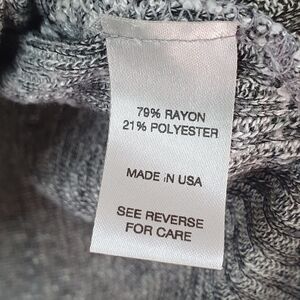 79% RAYON
21% POLYESTER
MADE IN USA
SEE REVERSE
FOR CARE